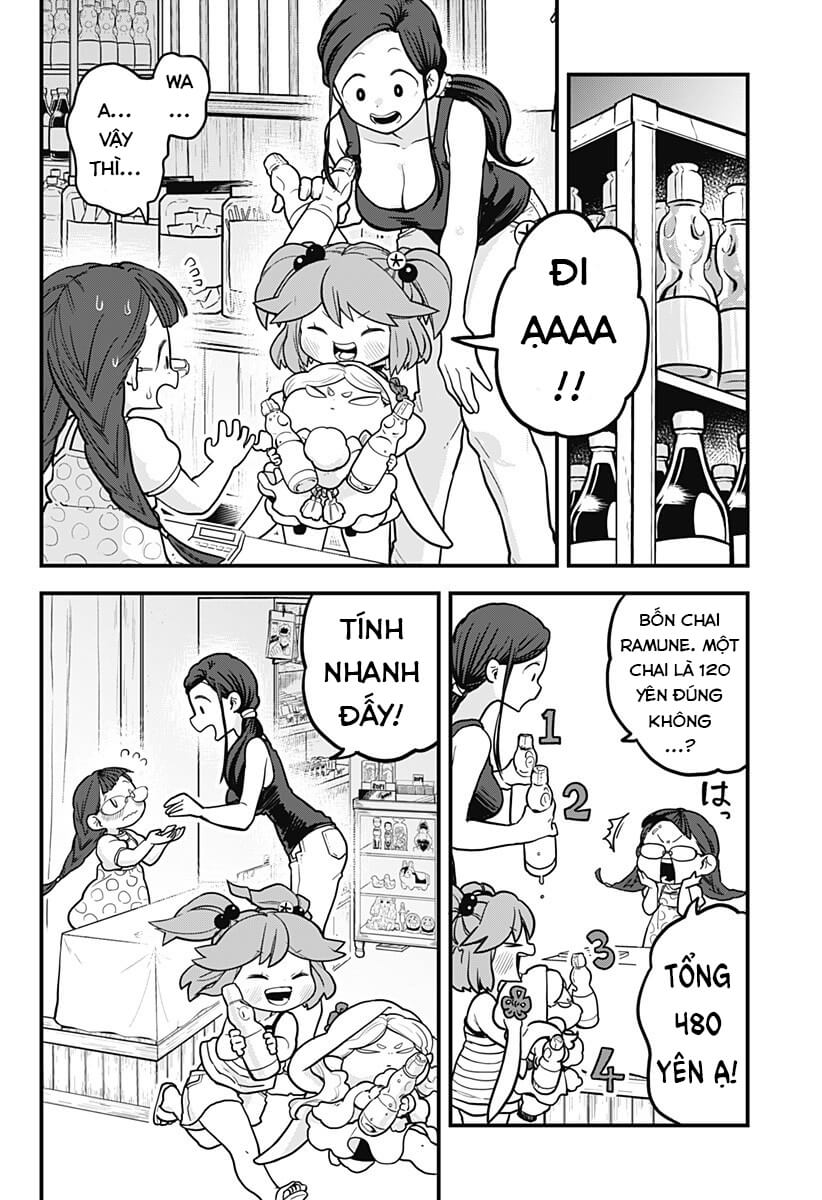 ĐI
ẠAAA
!!
WA
...
A...
VẬY
THÌ...
BỐN CHAI
RAMUNE. MỘT
CHAI LÀ 120
YÊN ĐÚNG
KHÔNG
...?
1
2
はっ
3
4
TỔNG
480
YÊN Ạ!
TÍNH
NHANH
ĐẤY!